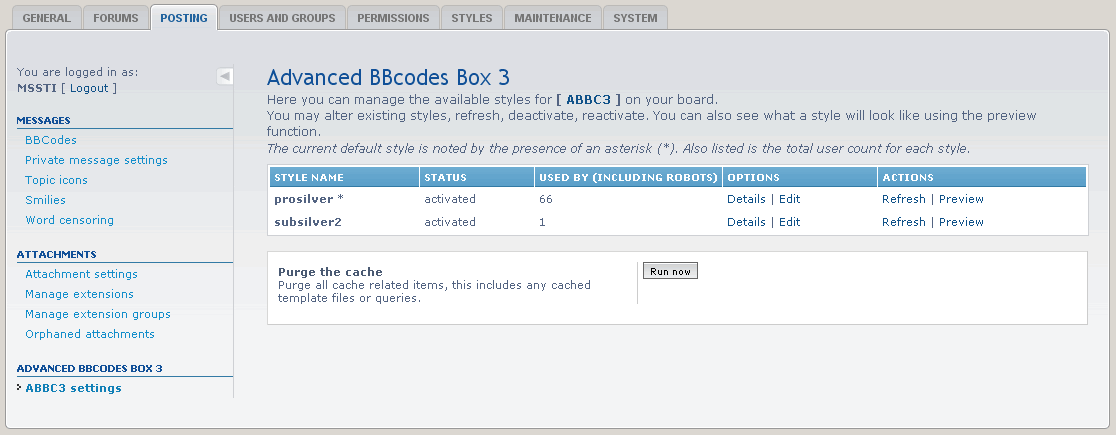 GENERAL FORUMS POSTING USERS AND GROUPS PERMISSIONS STYLES MAINTENANCE SYSTEM
You are logged in as:
MSSTI [ Logout ]
MESSAGES
BBCodes
Private message settings
Topic icons
Smilies
Word censoring
ATTACHMENTS
Attachment settings
Manage extensions
Manage extension groups
Orphaned attachments
ADVANCED BBCODES BOX 3
ABBC3 settings
Advanced BBcodes Box 3
Here you can manage the available styles for [ ABBC3 ] on your board.
You may alter existing styles, refresh, deactivate, reactivate. You can also see what a style will look like using the preview
function.
The current default style is noted by the presence of an asterisk (*). Also listed is the total user count for each style.
STYLE NAME STATUS USED BY (INCLUDING ROBOTS) OPTIONS ACTIONS
prosilver * activated 66 Details | Edit Refresh | Preview
subsilver2 activated 1 Details | Edit Refresh | Preview
Purge the cache Run now
Purge all cache related items, this includes any cached
template files or queries.